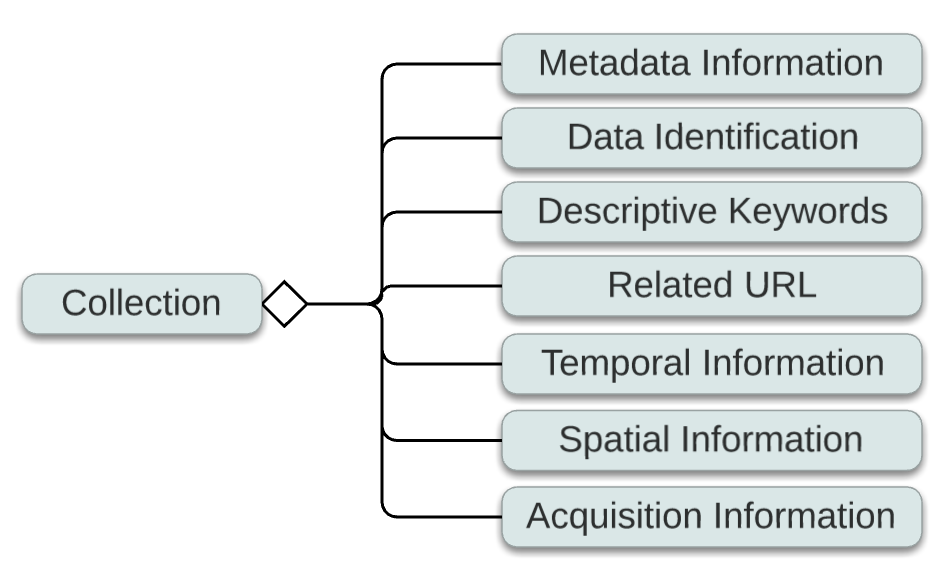 Collection
Metadata Information
Data Identification
Descriptive Keywords
Related URL
Temporal Information
Spatial Information
Acquisition Information